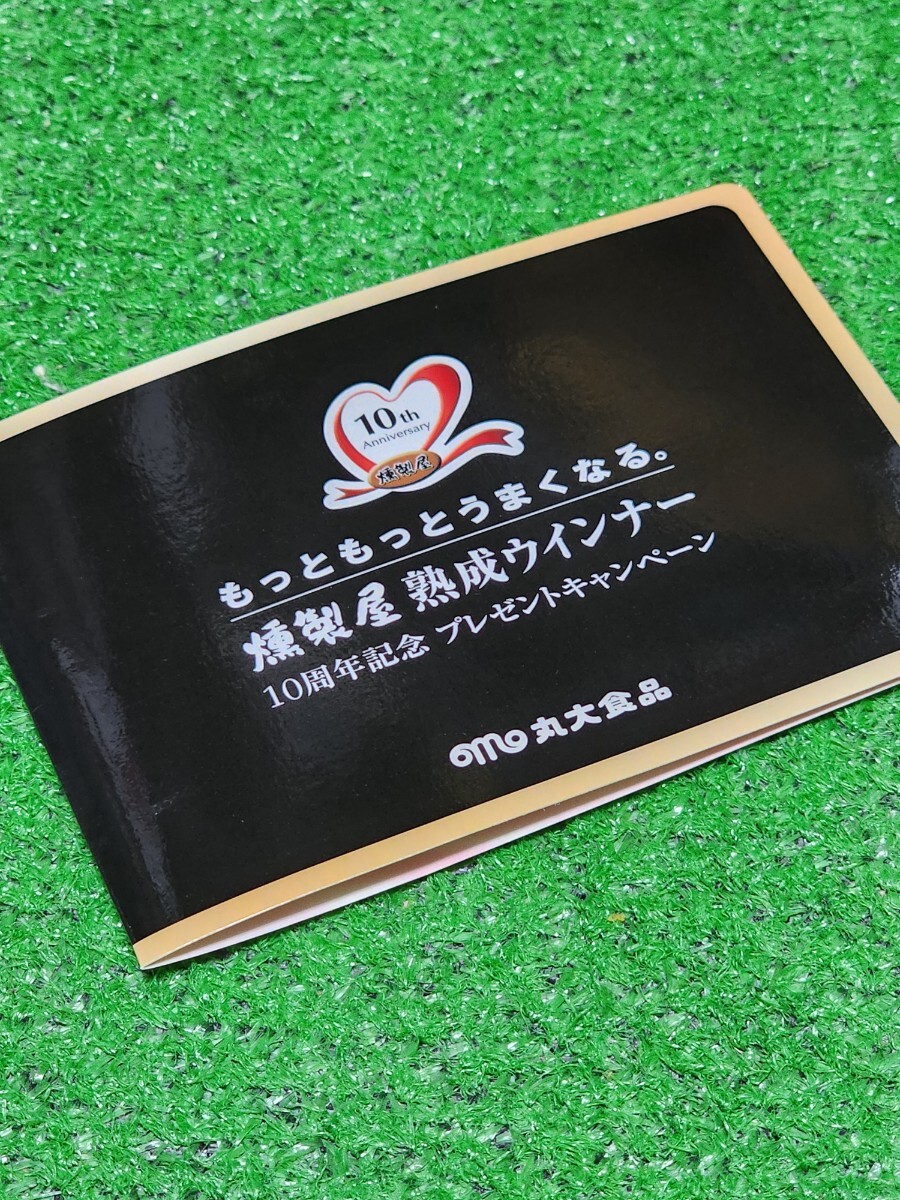 10th
Anniversary
燻製屋
もっともっとうまくなる。
燻製屋 熟成ウインナー
10周年記念 プレゼントキャンペーン
丸大食品